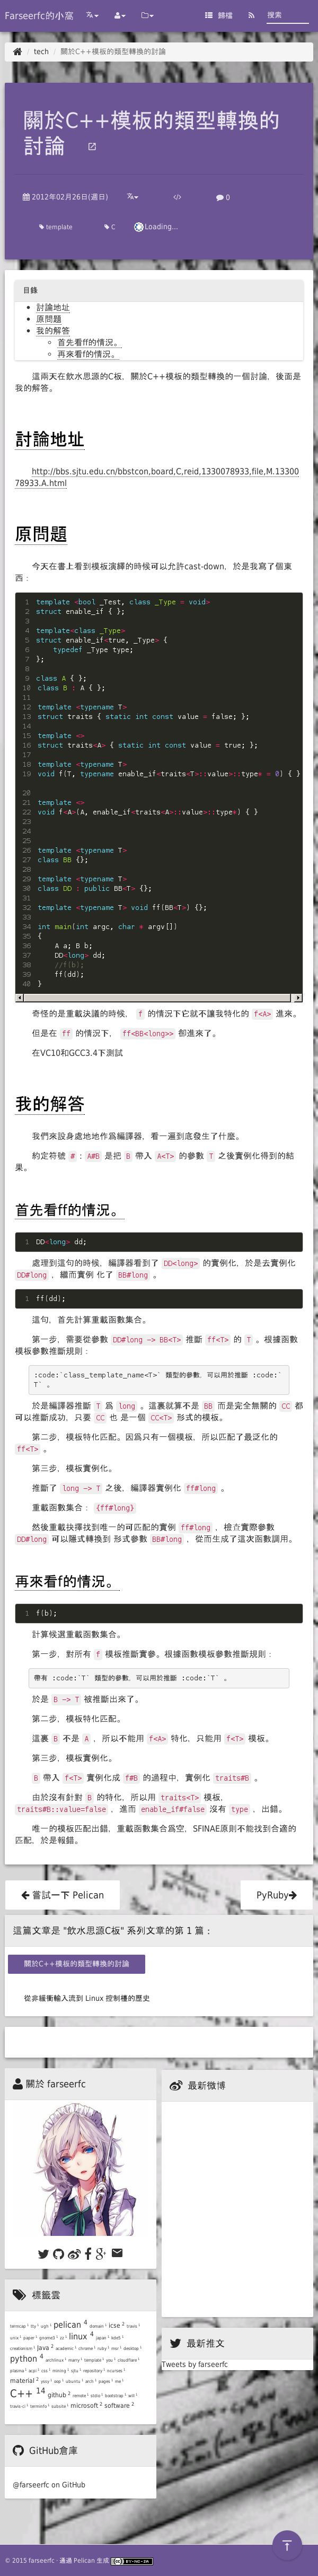 Farseerfc的小窩
歸檔
搜索
tech
關於C++模板的類型轉換的討論
關於C++模板的類型轉換的
討論
2012年02月26日(週日)
0
template
C
Loading...
目錄
討論地址
原問題
我的解答
首先看ff的情況。
再來看f的情況。
這兩天在飲水思源的C板，關於C++模板的類型轉換的一個討論，後面是
我的解答。
討論地址
http://bbs.sjtu.edu.cn/bbstcon,board,C,reid,1330078933,file,M.13300
78933.A.html
原問題
今天在書上看到模板演繹的時候可以允許cast-down，於是我寫了個東
西：
1 template <bool _Test, class _Type = void>
2 struct enable_if { };
3
4 template<class _Type>
5 struct enable_if<true, _Type> {
6     typedef _Type type;
7 };
8
9 class A { };
10 class B : A { };
11
12 template <typename T>
13 struct traits { static int const value = false; };
14
15 template <>
16 struct traits<A> { static int const value = true; };
17
18 template <typename T>
19 void f(T, typename enable_if<traits<T>::value>::type* = 0) { }
20
21 template <>
22 void f<A>(A, enable_if<traits<A>::value>::type*) { }
23
24
25
26 template <typename T>
27 class BB {};
28
29 template <typename T>
30 class DD : public BB<T> {};
31
32 template <typename T> void ff(BB<T>) {};
33
34 int main(int argc, char * argv[])
35 {
36     A a; B b;
37     DD<long> dd;
38     //f(b);
39     ff(dd);
40 }
奇怪的是重載決議的時候， f 的情況下它就不讓我特化的 f<A> 進來。
但是在 ff 的情況下， ff<BB<long>> 卻進來了。
在VC10和GCC3.4下測試
我的解答
我們來設身處地地作爲編譯器，看一遍到底發生了什麼。
約定符號 # ：A#B 是把 B 帶入 A<T> 的參數 T 之後實例化得到的結
果。
首先看ff的情況。
1 DD<long> dd;
處理到這句的時候，編譯器看到了 DD<long> 的實例化，於是去實例化
DD#long ，繼而實例 化了 BB#long 。
1 ff(dd);
這句，首先計算重載函數集合。
第一步，需要從參數 DD#long -> BB<T> 推斷 ff<T> 的 T 。根據函數
模板參數推斷規則：
:code:`class_template_name<T>` 類型的參數，可以用於推斷 :code:`
T` 。
於是編譯器推斷 T 爲 long 。這裏就算不是 BB 而是完全無關的 CC 都
可以推斷成功，只要 CC 也 是一個 CC<T> 形式的模板。
第二步，模板特化匹配。因爲只有一個模板，所以匹配了最泛化的
ff<T> 。
第三步，模板實例化。
推斷了 long -> T 之後，編譯器實例化 ff#long 。
重載函數集合： {ff#long}
然後重載抉擇找到唯一的可匹配的實例 ff#long ，檢查實際參數
DD#long 可以隱式轉換到 形式參數 BB#long ，從而生成了這次函數調用。
再來看f的情況。
1 f(b);
計算候選重載函數集合。
第一步，對所有 f 模板推斷實參。根據函數模板參數推斷規則：
帶有 :code:`T` 類型的參數，可以用於推斷 :code:`T` 。
於是 B -> T 被推斷出來了。
第二步，模板特化匹配。
這裏 B 不是 A ，所以不能用 f<A> 特化，只能用 f<T> 模板。
第三步，模板實例化。
B 帶入 f<T> 實例化成 f#B 的過程中，實例化 traits#B 。
由於沒有針對 B 的特化，所以用 traits<T> 模板，
traits#B::value=false ，進而 enable_if#false 沒有 type ，出錯。
唯一的模板匹配出錯，重載函數集合爲空，SFINAE原則不能找到合適的
匹配，於是報錯。
嘗試一下 Pelican
PyRuby
這篇文章是 "飲水思源C板" 系列文章的第 1 篇：
關於C++模板的類型轉換的討論
從非緩衝輸入流到 Linux 控制檯的歷史
關於 farseerfc
標籤雲
pelican 4 icse 2
linux 4
java 2
python 4
material 2
C++ 14 github 2
microsoft 2 software 2
GitHub倉庫
@farseerfc on GitHub
最新微博
最新推文
Tweets by farseerfc
© 2015 farseerfc · 通過 Pelican 生成